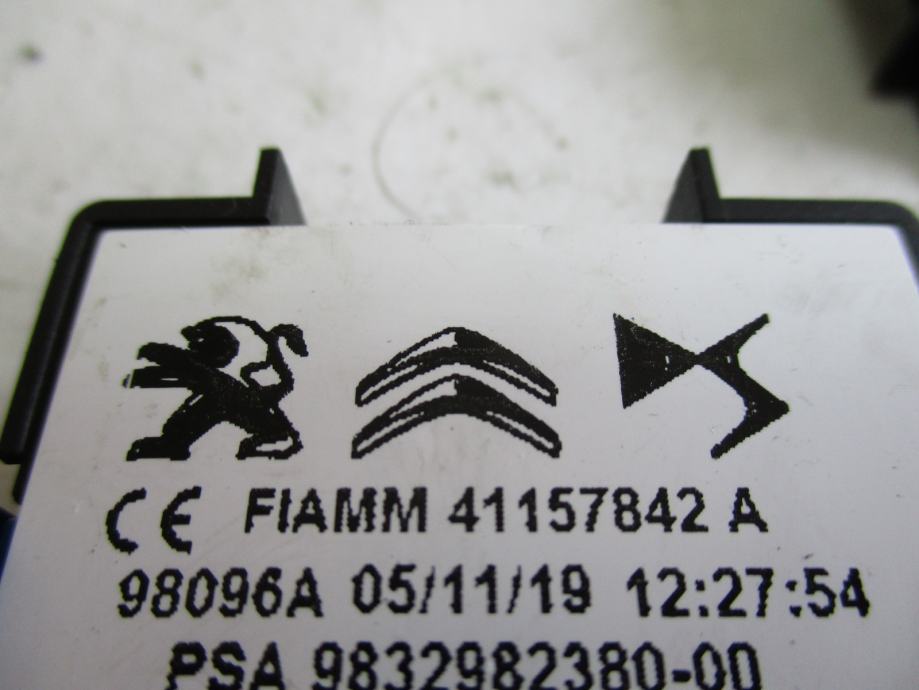 CE FIAMM 41157842 A
98096A 05/11/19 12:27:54
PSA 9832982380-00